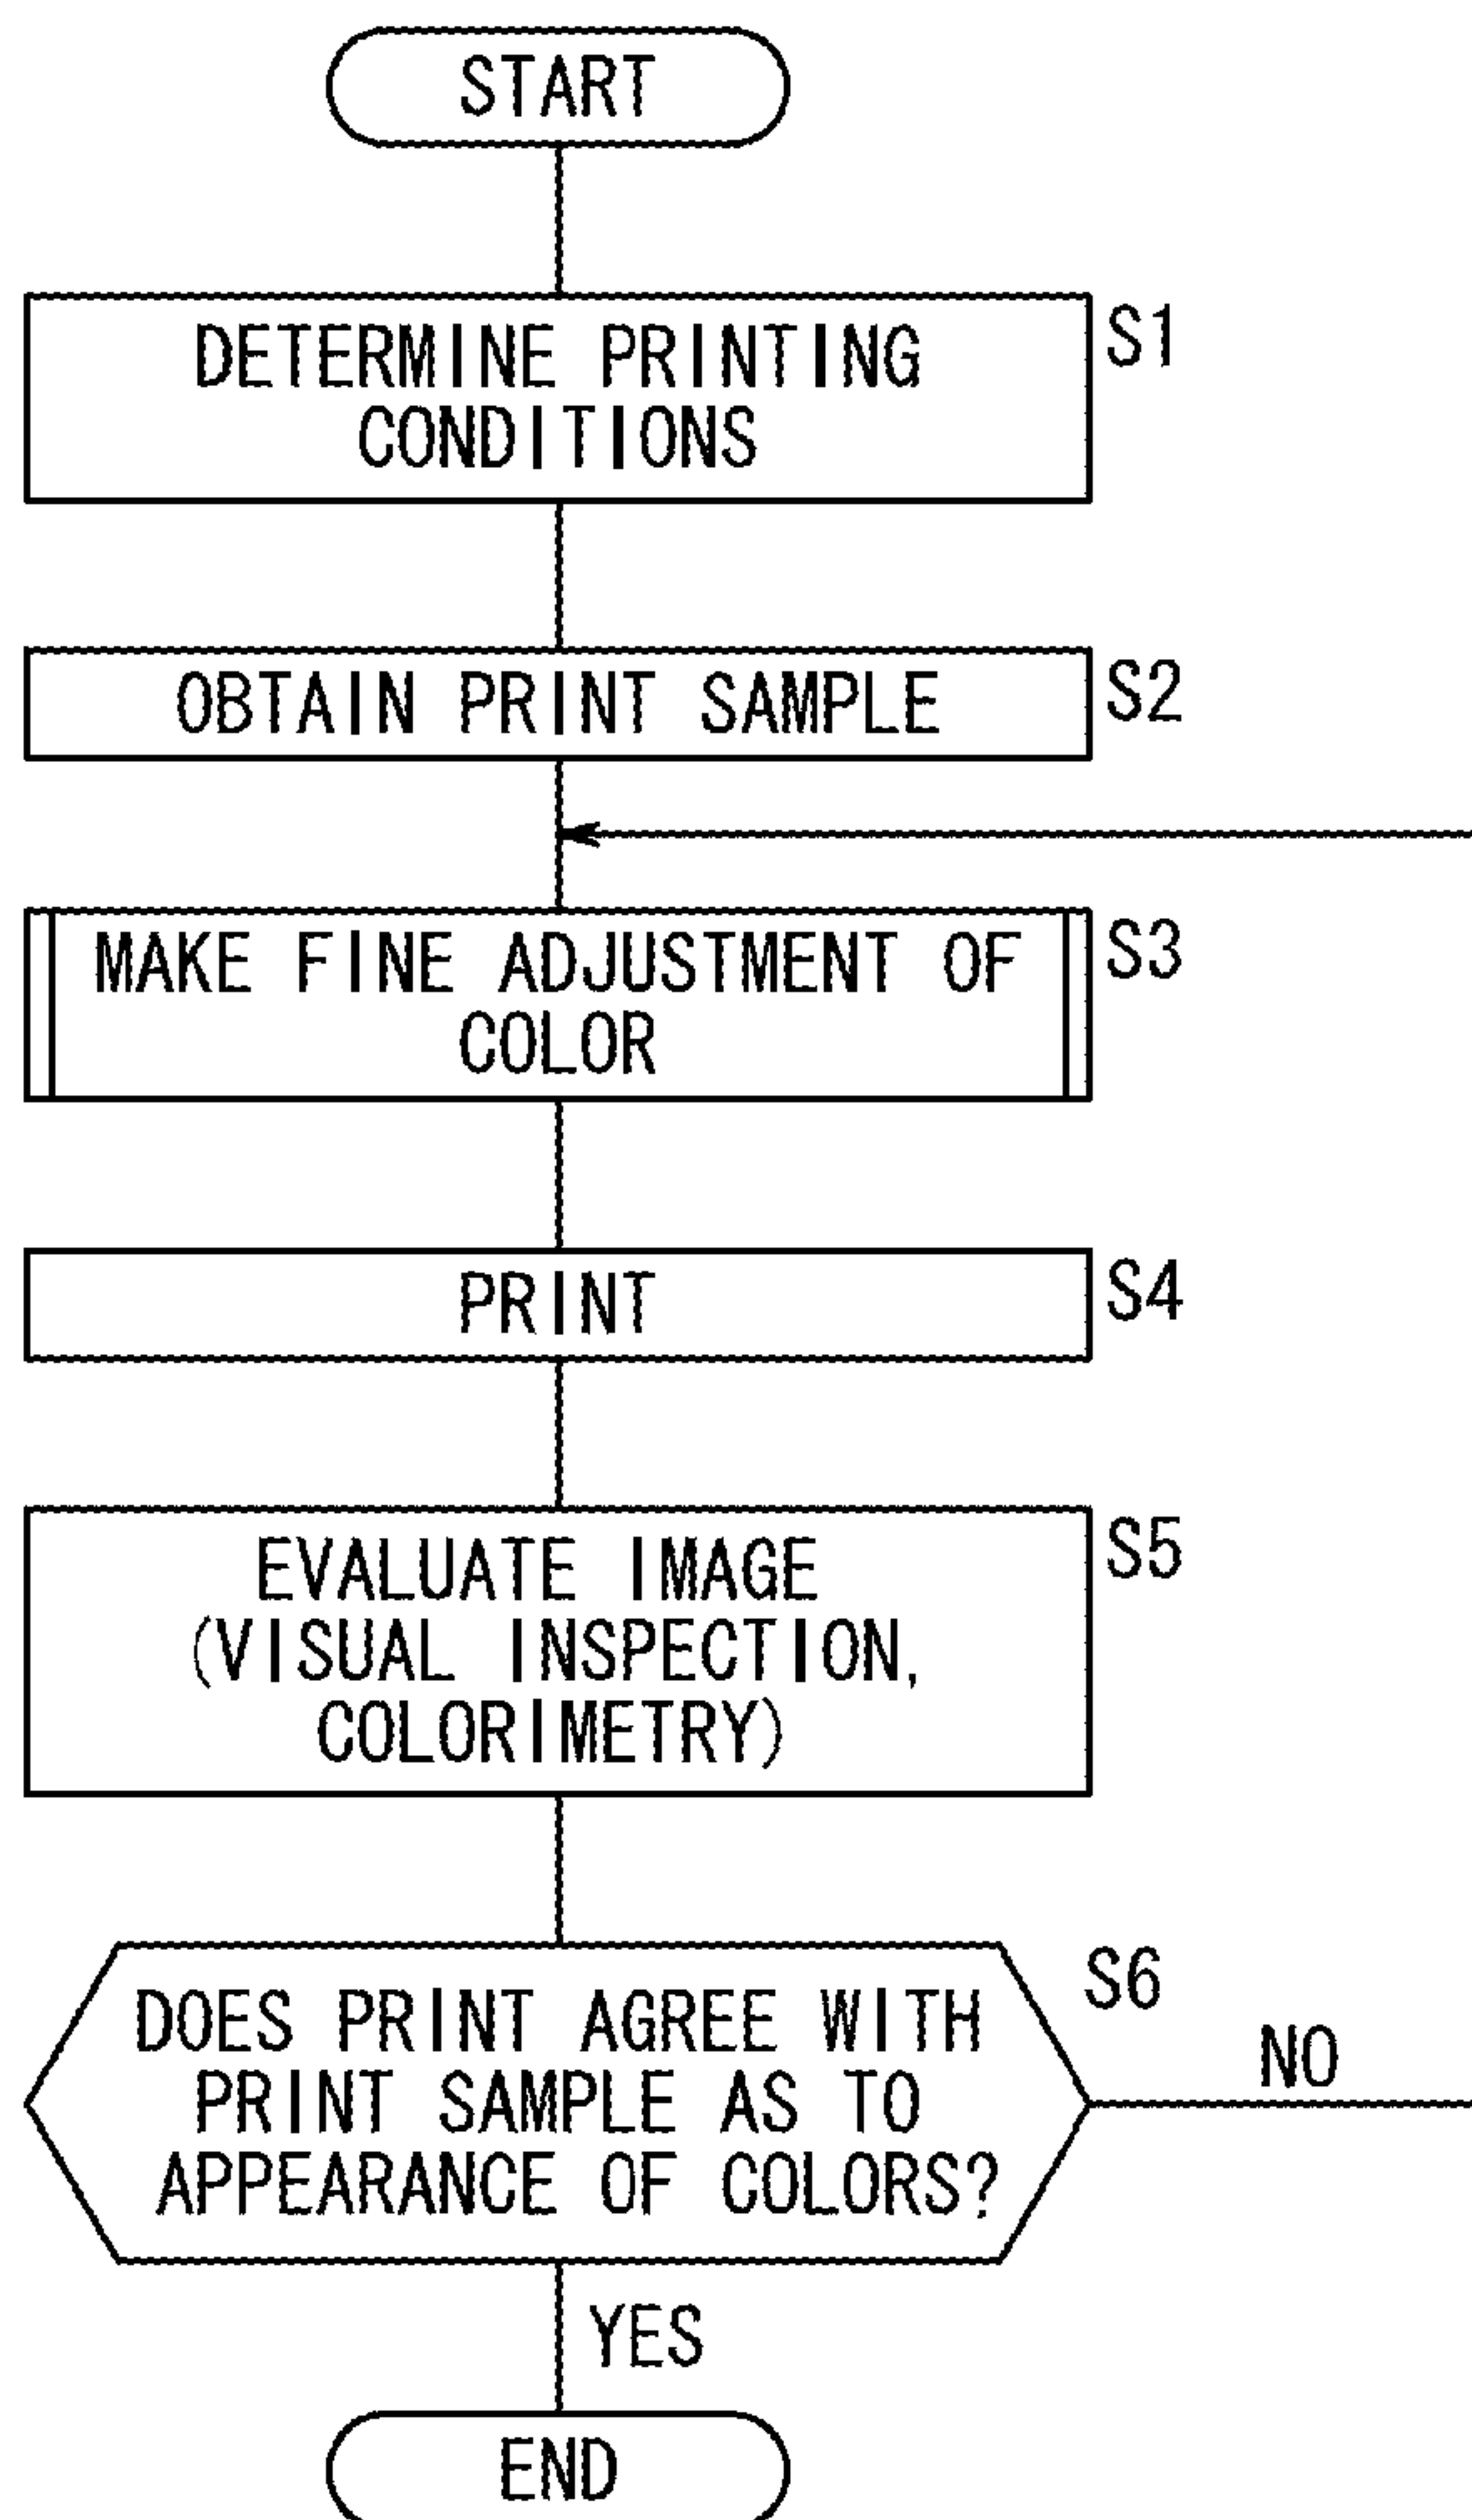 START
DETERMINE PRINTING
CONDITIONS
S1
OBTAIN PRINT SAMPLE
S2
MAKE FINE ADJUSTMENT OF
COLOR
S3
PRINT
S4
EVALUATE IMAGE
(VISUAL INSPECTION,
COLORIMETRY)
S5
DOES PRINT AGREE WITH
PRINT SAMPLE AS TO
APPEARANCE OF COLORS?
S6
NO
YES
END